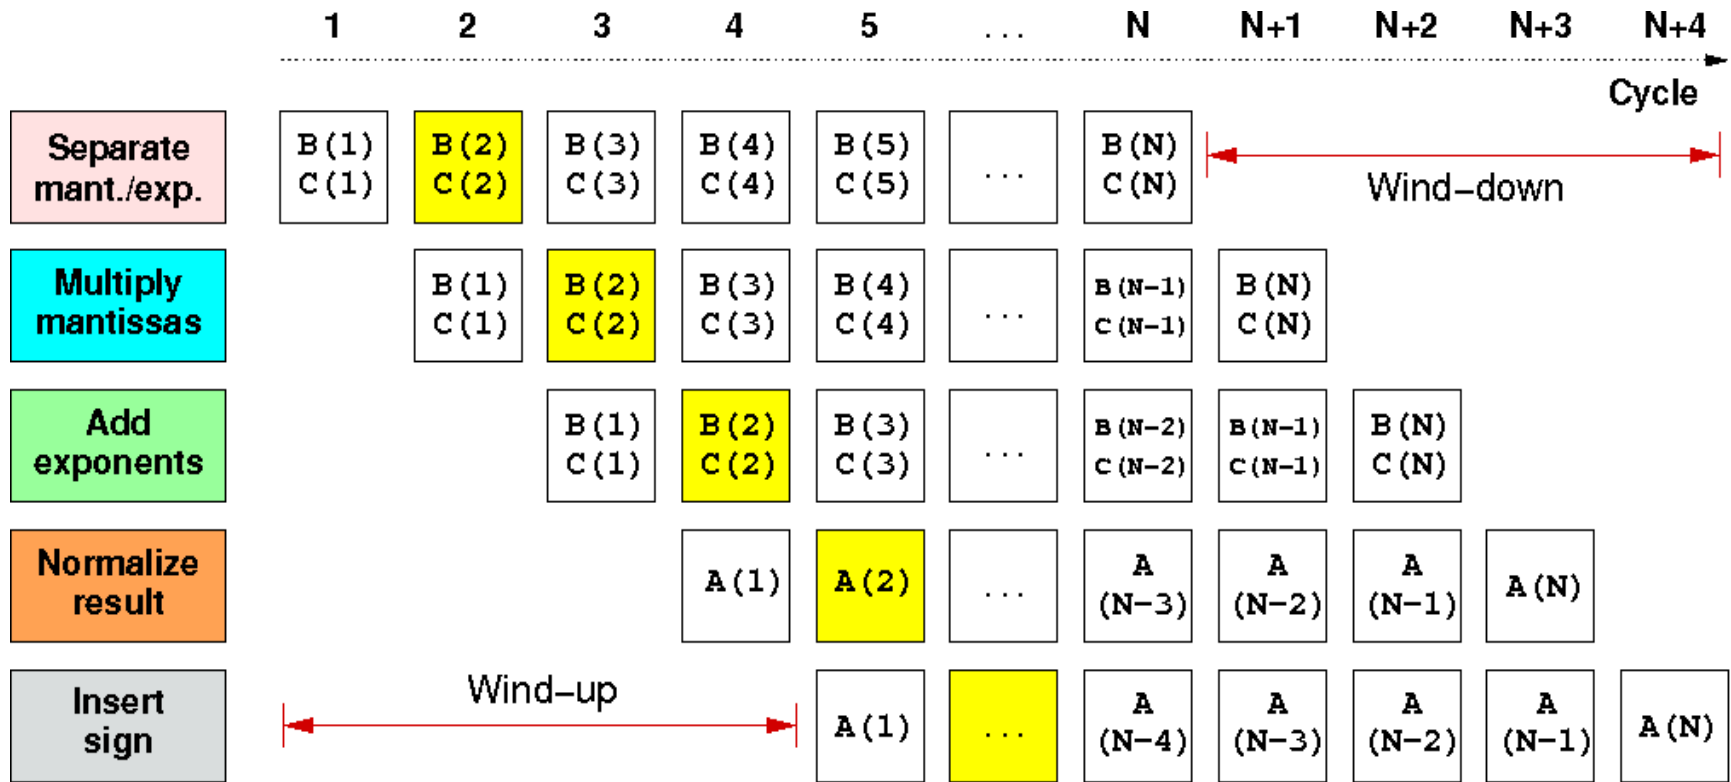 1 2 3 4 5 ... N N+1 N+2 N+3 N+4
Cycle
Separate
mant./exp.
B(1) B(2) B(3) B(4) B(5) ... B(N)
C(1) C(2) C(3) C(4) C(5) C(N)
Wind-down
Multiply
mantissas
B(1) B(2) B(3) B(4) ... B(N-1) B(N)
C(1) C(2) C(3) C(4) C(N-1) C(N)
Add
exponents
B(1) B(2) B(3) ... B(N-2) B(N-1) B(N)
C(1) C(2) C(3) C(N-2) C(N-1) C(N)
Normalize
result
A(1) A(2) ... A A A A(N)
(N-3) (N-2) (N-1)
Wind-up
Insert
sign
A(1) ... A A A A A(N)
(N-4) (N-3) (N-2) (N-1)